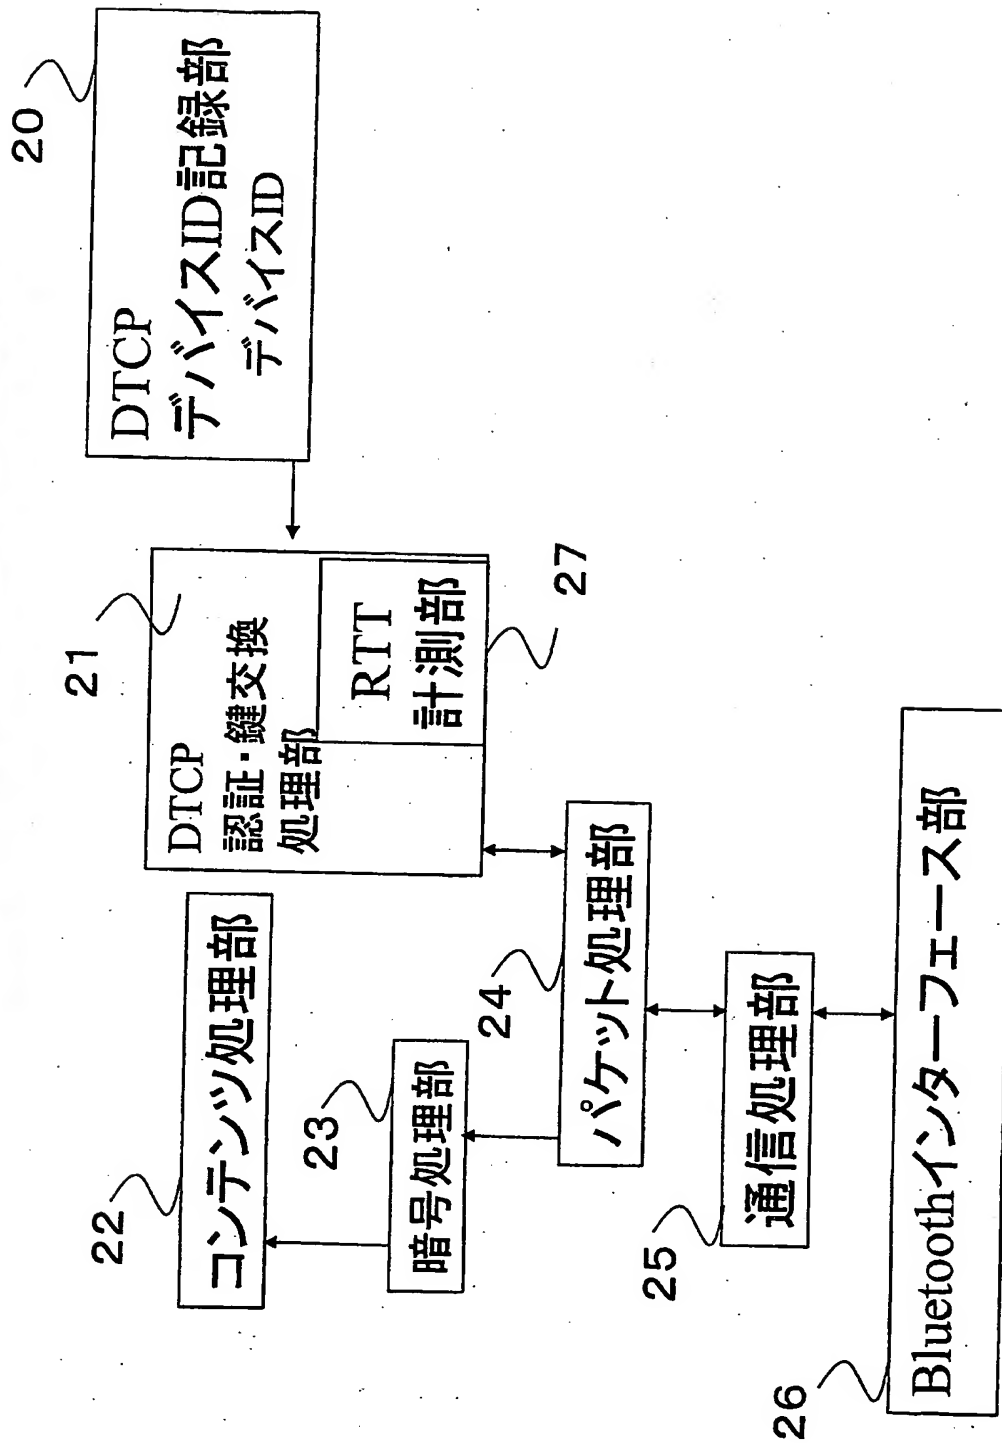 22
コンテンツ処理部
21
DTCP
認証・鍵交換
処理部
RTT
計測部
27
20
DTCP
デバイスID記録部
デバイスID
23
暗号処理部
24
パケット処理部
25
通信処理部
26
Bluetoothインターフェース部